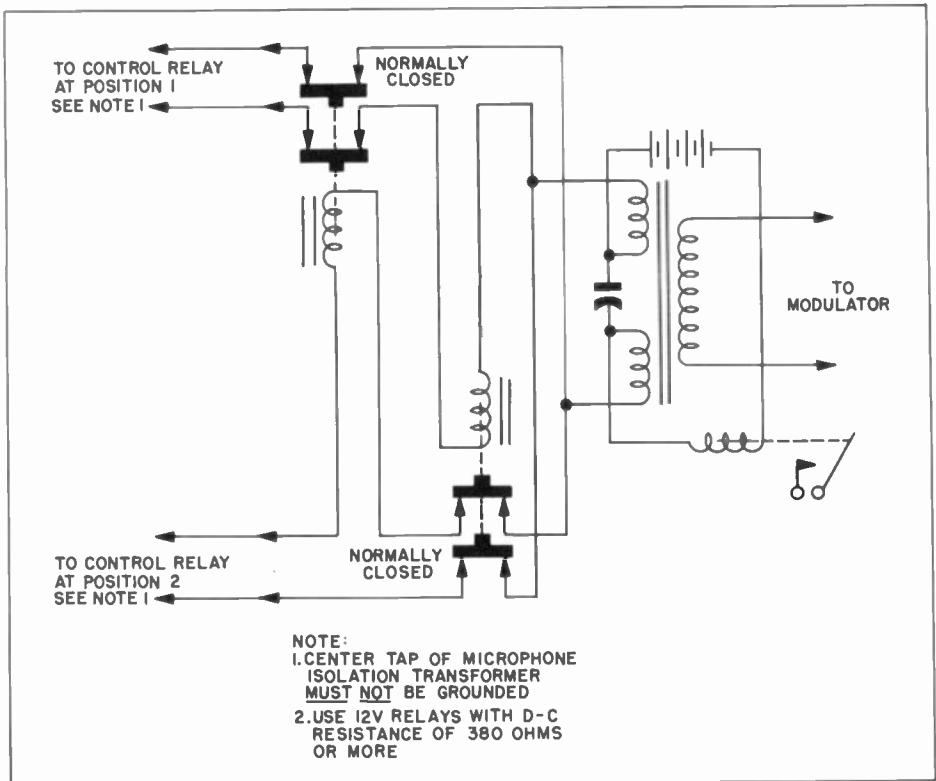 TO CONTROL RELAY
AT POSITION 1
SEE NOTE 1
NORMALLY
CLOSED
TO
MODULATOR
TO CONTROL RELAY
AT POSITION 2
SEE NOTE 1
NORMALLY
CLOSED
NOTE:
1. CENTER TAP OF MICROPHONE
ISOLATION TRANSFORMER
MUST NOT BE GROUNDED
2. USE 12V RELAYS WITH D-C
RESISTANCE OF 380 OHMS
OR MORE